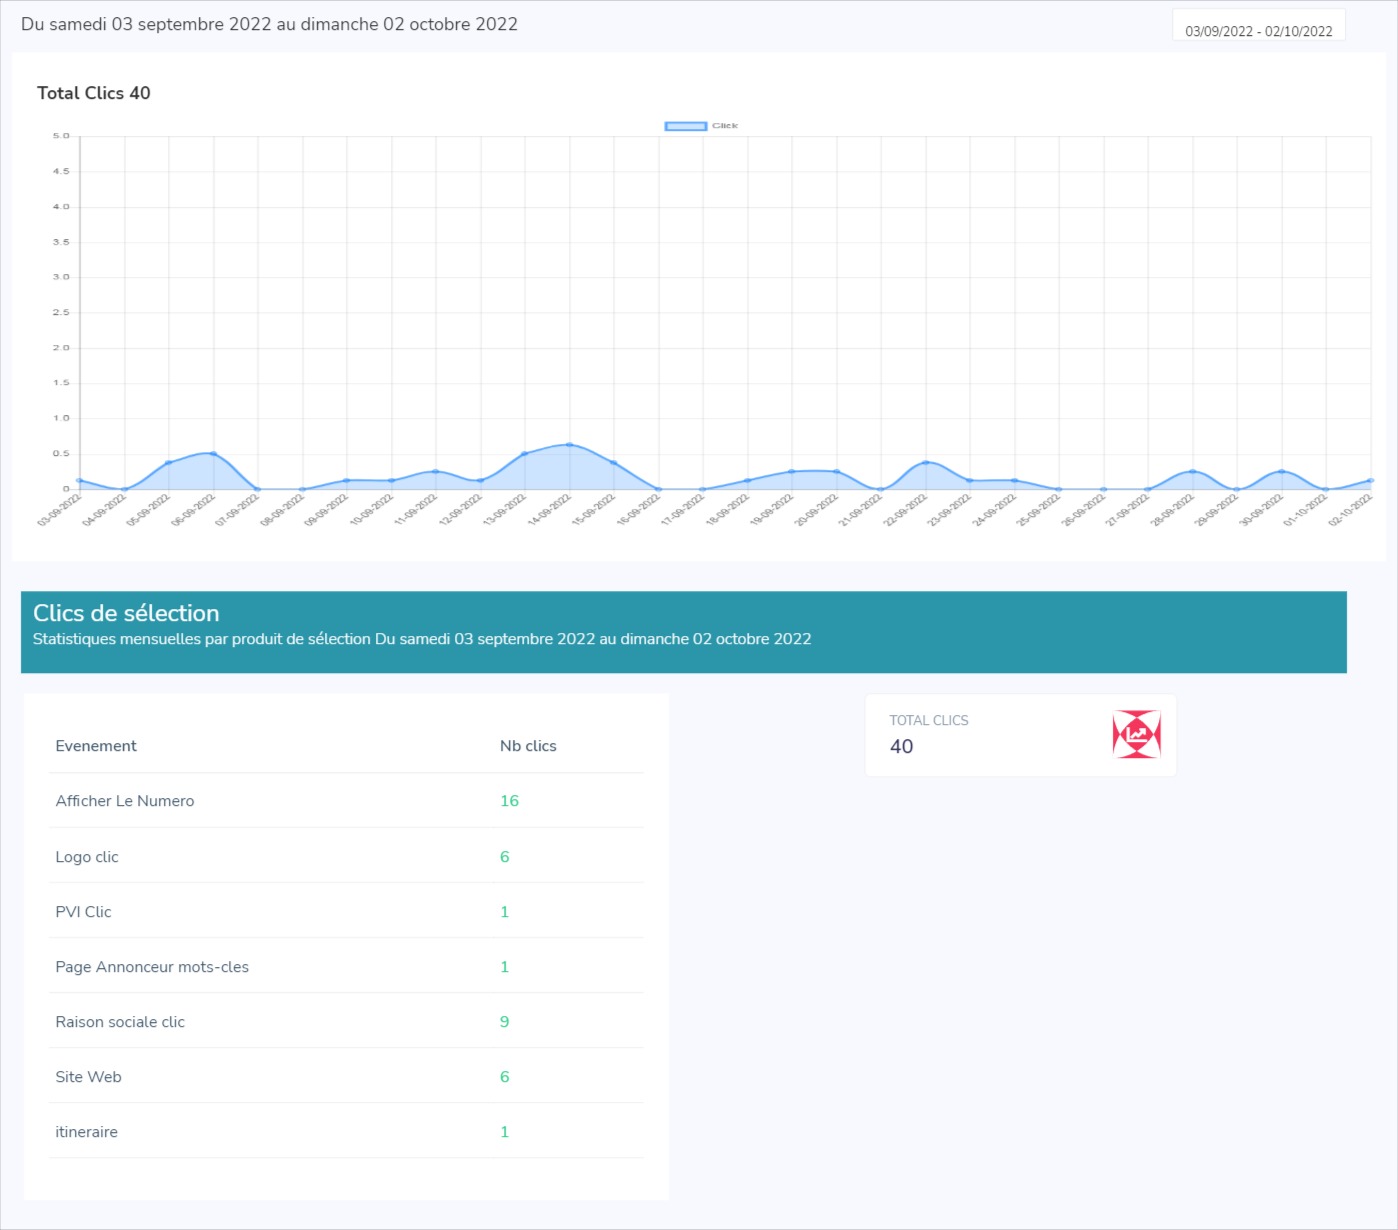 Du samedi 03 septembre 2022 au dimanche 02 octobre 2022
03/09/2022 - 02/10/2022
Total Clics 40
Click
5.0
4.5
4.0
3.5
3.0
2.5
2.0
1.5
1.0
0.5
0
03-09-2022 04-09-2022 05-09-2022 06-09-2022 07-09-2022 08-09-2022 09-09-2022 10-09-2022 11-09-2022 12-09-2022 13-09-2022 14-09-2022 15-09-2022 16-09-2022 17-09-2022 18-09-2022 19-09-2022 20-09-2022 21-09-2022 22-09-2022 23-09-2022 24-09-2022 25-09-2022 26-09-2022 27-09-2022 28-09-2022 29-09-2022 30-09-2022 01-10-2022 02-10-2022
Clics de sélection
Statistiques mensuelles par produit de sélection Du samedi 03 septembre 2022 au dimanche 02 octobre 2022
Evenement Nb clics
Afficher Le Numero 16
Logo clic 6
PVI Clic 1
Page Annonceur mots-cles 1
Raison sociale clic 9
Site Web 6
itineraire 1
TOTAL CLICS
40